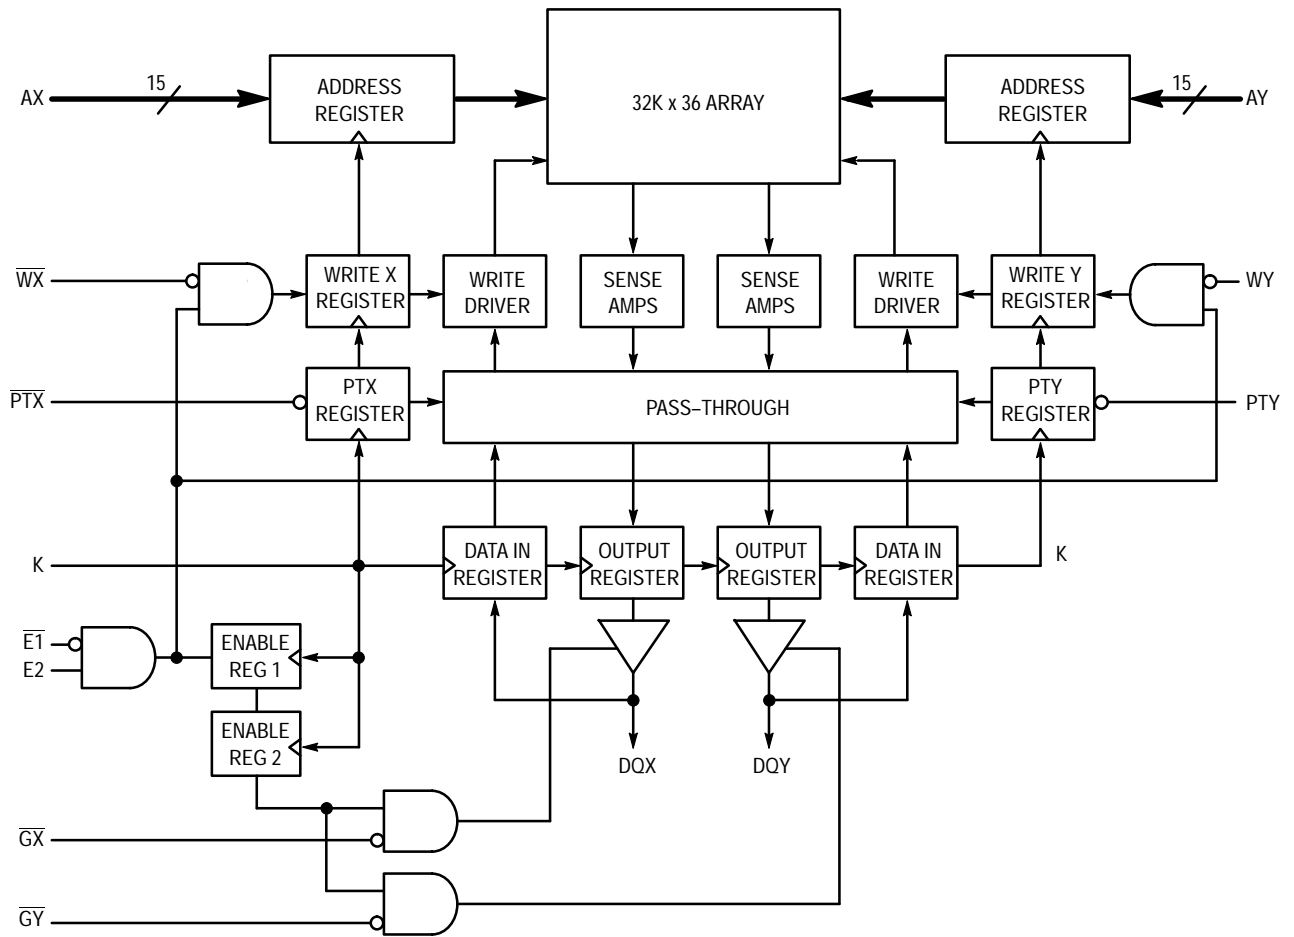 AX
15
ADDRESS
REGISTER
32K x 36 ARRAY
ADDRESS
REGISTER
15
AY
WX
WRITE X
REGISTER
WRITE
DRIVER
SENSE
AMPS
SENSE
AMPS
WRITE
DRIVER
WRITE Y
REGISTER
WY
PTX
PTX
REGISTER
PASS–THROUGH
PTY
REGISTER
PTY
K
DATA IN
REGISTER
OUTPUT
REGISTER
OUTPUT
REGISTER
DATA IN
REGISTER
K
E1
E2
ENABLE
REG 1
ENABLE
REG 2
DQX
DQY
GX
GY